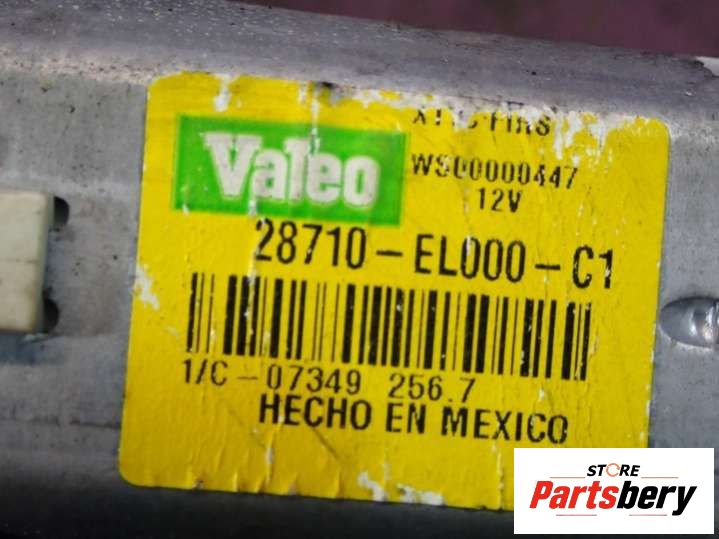 Valeo
WS00000447
12V
28710-EL000-C1
1/C-07349 256.7
HECHO EN MEXICO
STORE
Partsbery